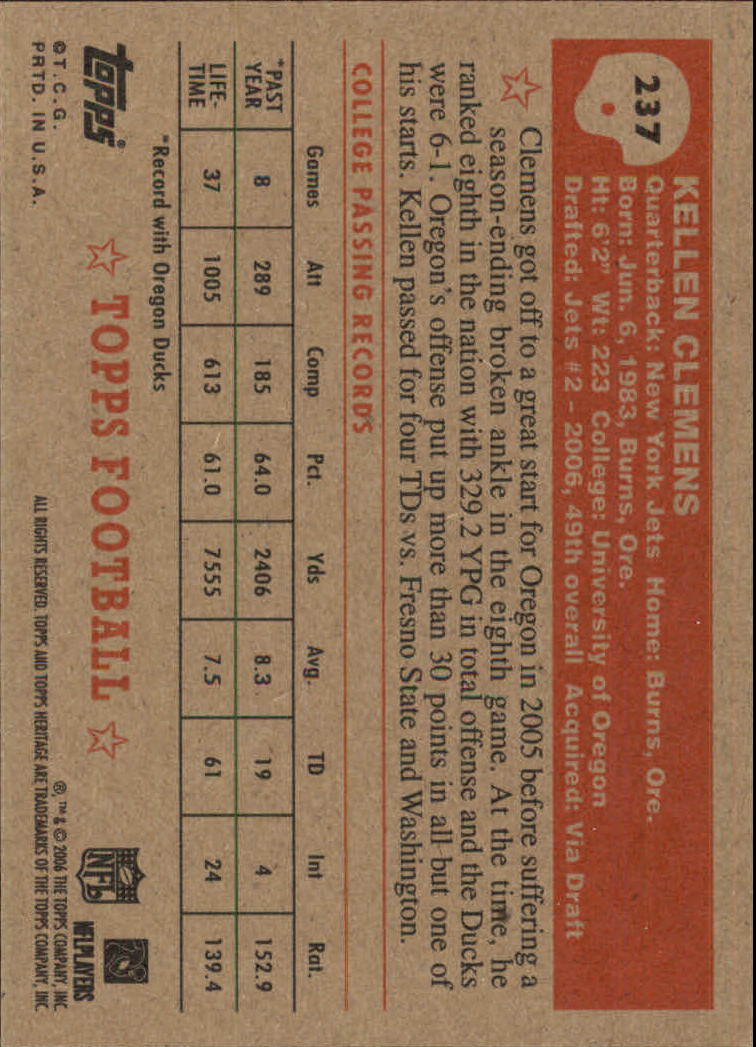 237
KELLEN CLEMENS
Quarterback: New York Jets Home: Burns, Ore.
Born: Jun. 6, 1983, Burns, Ore.
Ht: 6'2" Wt: 223 College: University of Oregon
Drafted: Jets #2 - 2006, 49th overall Acquired: Via Draft
Clemens got off to a great start for Oregon in 2005 before suffering a
season-ending broken ankle in the eighth game. At the time, he
ranked eighth in the nation with 329.2 YPG in total offense and the Ducks
were 6-1. Oregon's offense put up more than 30 points in all but one of
his starts. Kellen passed for four TDs vs. Fresno State and Washington.
COLLEGE PASSING RECORDS
Games Att Comp Pct. Yds Avg. TD Int Rat.
*PAST YEAR 8 289 185 64.0 2406 8.3 19 4 152.9
LIFE-TIME 37 1005 613 61.0 7555 7.5 61 24 139.4
*Record with Oregon Ducks
topps®
TOPPS FOOTBALL
NFL
NFLPLAYERS
©T.C.G.
PRTD. IN U.S.A.
®, ™ & © 2006 THE TOPPS COMPANY, INC.
ALL RIGHTS RESERVED. TOPPS AND TOPPS HERITAGE ARE TRADEMARKS OF THE TOPPS COMPANY, INC.